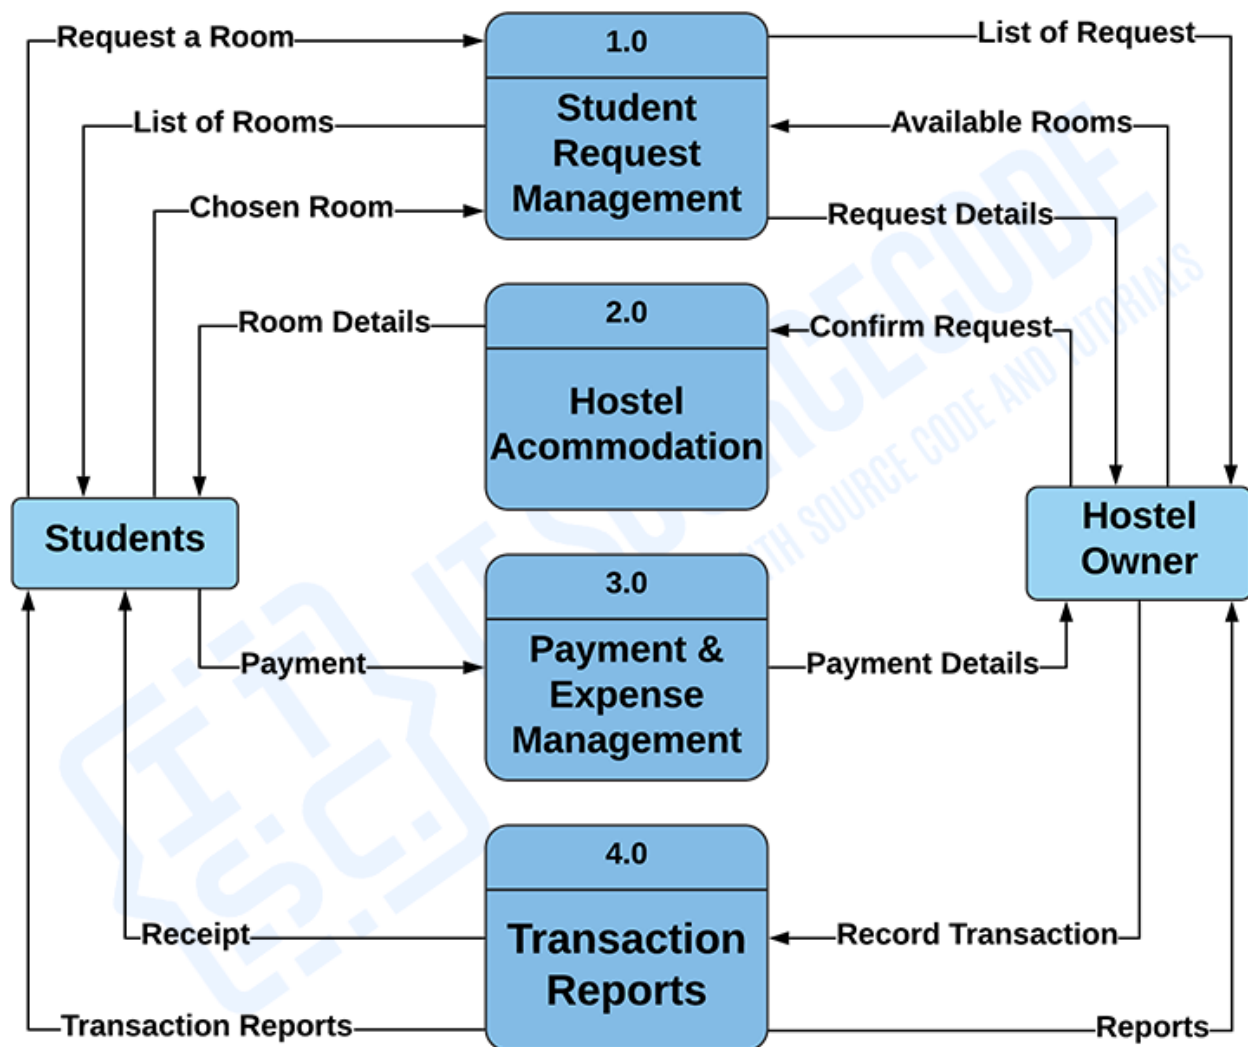 Request a Room
1.0
List of Request
Student
Request
Management
List of Rooms
Available Rooms
Chosen Room
Request Details
2.0
Room Details
Confirm Request
Hostel
Acommodation
Students
Hostel
Owner
3.0
Payment &
Expense
Management
Payment
Payment Details
4.0
Transaction
Reports
Receipt
Record Transaction
Transaction Reports
Reports